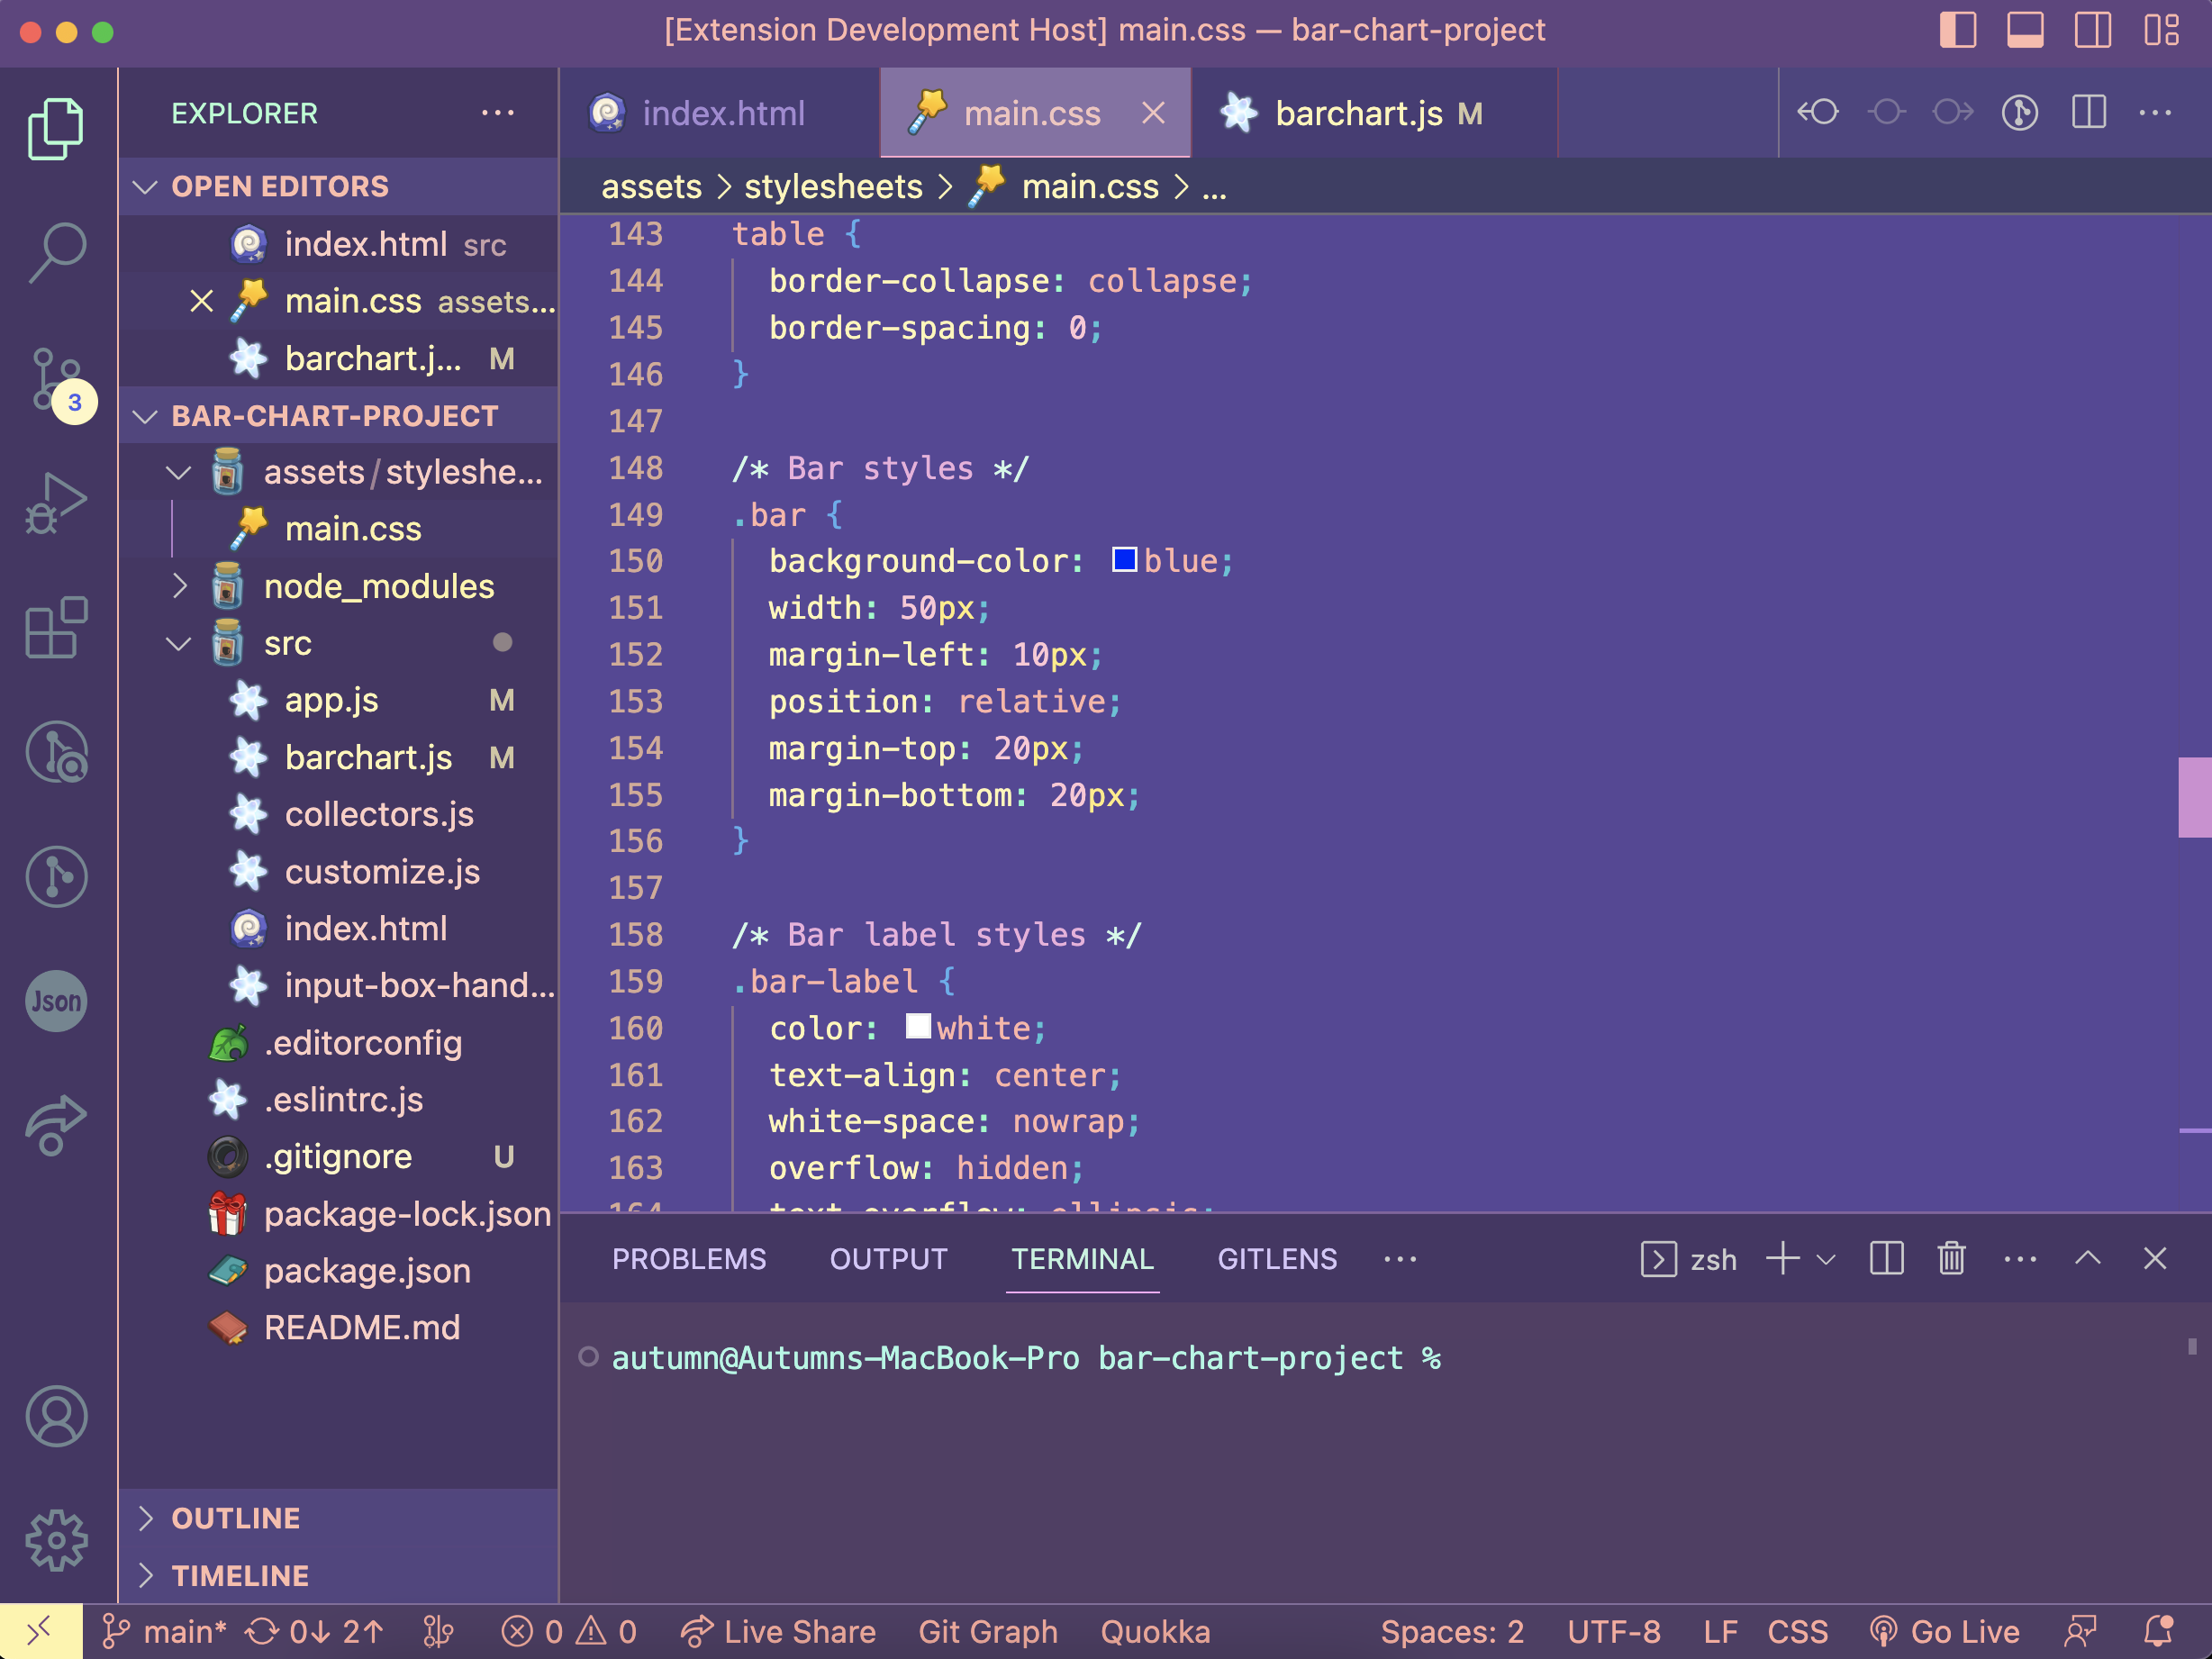 [Extension Development Host] main.css — bar-chart-project
EXPLORER
OPEN EDITORS
index.html src
main.css assets...
barchart.j... M
BAR-CHART-PROJECT
assets/styleshe...
main.css
node_modules
src
app.js M
barchart.js M
collectors.js
customize.js
index.html
input-box-hand...
.editorconfig
.eslintrc.js
.gitignore U
package-lock.json
package.json
README.md
OUTLINE
TIMELINE
3
Json
index.html
main.css
barchart.js M
assets > stylesheets > main.css > ...
143 table {
144 border-collapse: collapse;
145 border-spacing: 0;
146 }
147
148 /* Bar styles */
149 .bar {
150 background-color: blue;
151 width: 50px;
152 margin-left: 10px;
153 position: relative;
154 margin-top: 20px;
155 margin-bottom: 20px;
156 }
157
158 /* Bar label styles */
159 .bar-label {
160 color: white;
161 text-align: center;
162 white-space: nowrap;
163 overflow: hidden;
164 text-overflow: ellipsis;
PROBLEMS OUTPUT TERMINAL GITLENS ... zsh
autumn@Autumns-MacBook-Pro bar-chart-project %
main* 0↓ 2↑ 0 0 Live Share Git Graph Quokka Spaces: 2 UTF-8 LF CSS Go Live